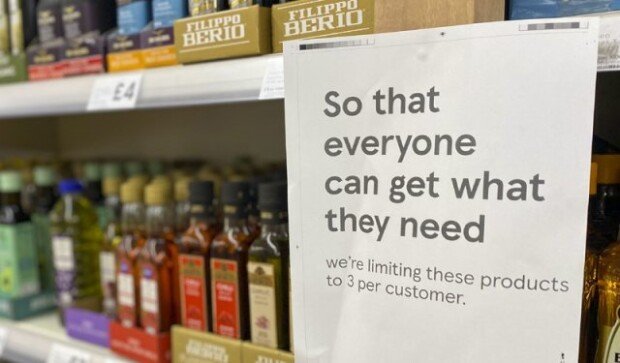 FILIPPO
BERIO
FILIPPO
BERIO
£4
So that
everyone
can get what
they need
we're limiting these products
to 3 per customer.